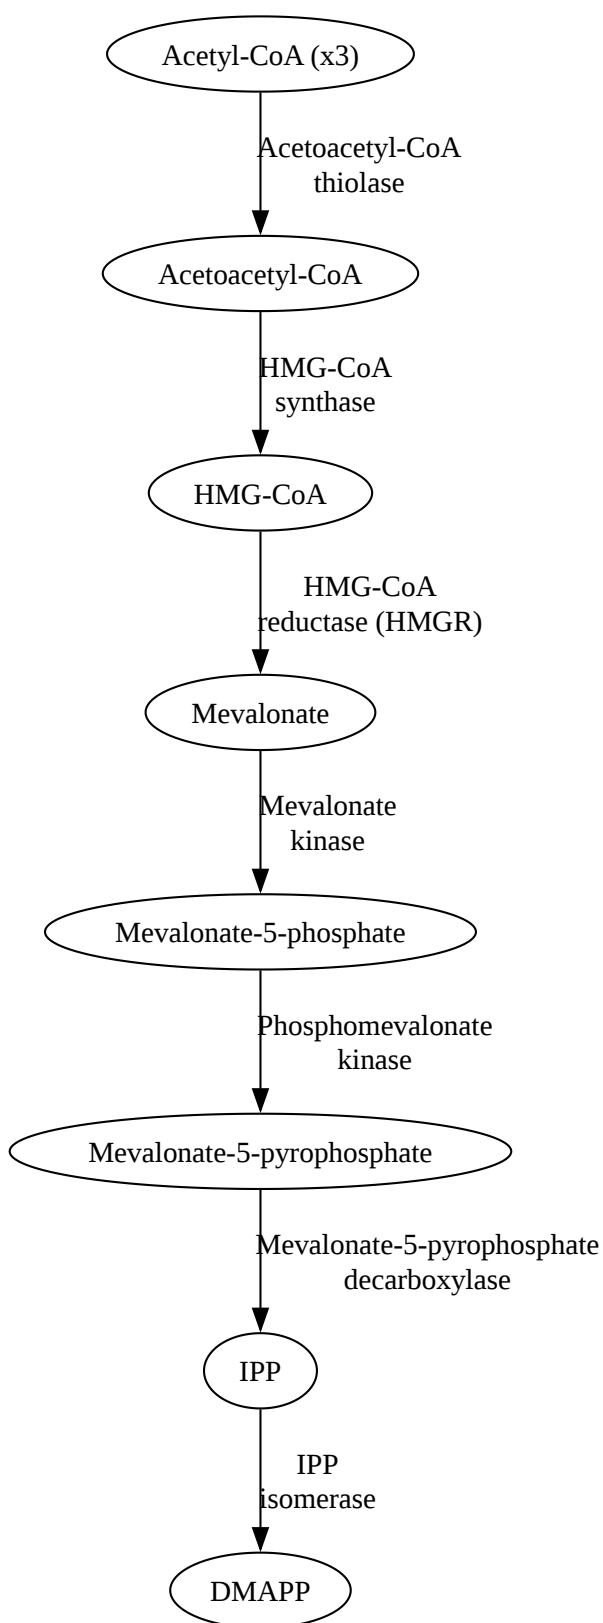 Acetyl-CoA (x3)
Acetoacetyl-CoA
thiolase
Acetoacetyl-CoA
HMG-CoA
synthase
HMG-CoA
HMG-CoA
reductase (HMGR)
Mevalonate
Mevalonate
kinase
Mevalonate-5-phosphate
Phosphomevalonate
kinase
Mevalonate-5-pyrophosphate
Mevalonate-5-pyrophosphate
decarboxylase
IPP
IPP
isomerase
DMAPP